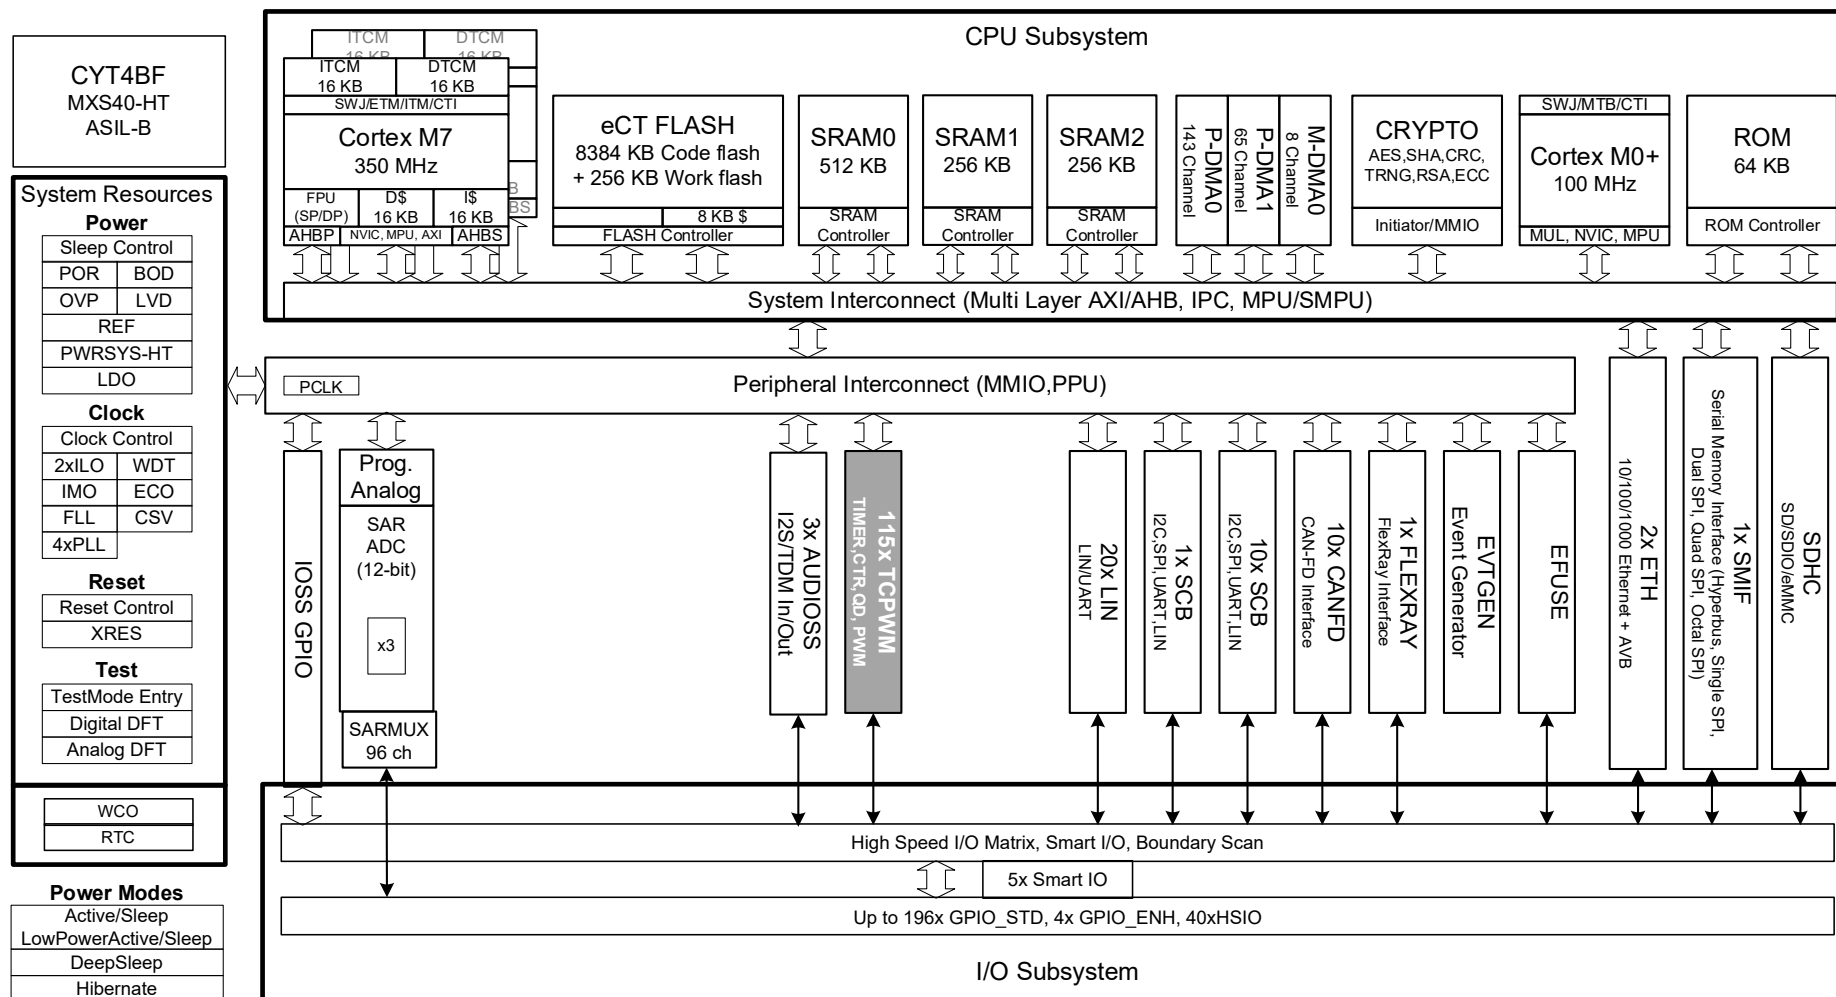 CYT4BF
MXS40-HT
ASIL-B
System Resources
Power
Sleep Control
POR
BOD
OVP
LVD
REF
PWRSYS-HT
LDO
Clock
Clock Control
2xILO
WDT
IMO
ECO
FLL
CSV
4xPLL
Reset
Reset Control
XRES
Test
TestMode Entry
Digital DFT
Analog DFT
WCO
RTC
Power Modes
Active/Sleep
LowPowerActive/Sleep
DeepSleep
Hibernate
CPU Subsystem
ITCM
16 KB
DTCM
16 KB
B
BS
ITCM
16 KB
DTCM
16 KB
SWJ/ETM/ITM/CTI
Cortex M7
350 MHz
FPU
(SP/DP)
D$
16 KB
I$
16 KB
AHBP
NVIC, MPU, AXI
AHBS
eCT FLASH
8384 KB Code flash
+ 256 KB Work flash
8 KB $
FLASH Controller
SRAM0
512 KB
SRAM
Controller
SRAM1
256 KB
SRAM
Controller
SRAM2
256 KB
SRAM
Controller
P-DMA0
143 Channel
P-DMA1
65 Channel
M-DMA0
8 Channel
CRYPTO
AES,SHA,CRC,
TRNG,RSA,ECC
Initiator/MMIO
SWJ/MTB/CTI
Cortex M0+
100 MHz
MUL, NVIC, MPU
ROM
64 KB
ROM Controller
System Interconnect (Multi Layer AXI/AHB, IPC, MPU/SMPU)
PCLK
Peripheral Interconnect (MMIO,PPU)
IOSS GPIO
Prog.
Analog
SAR
ADC
(12-bit)
x3
SARMUX
96 ch
3x AUDIOSS
I2S/TDM In/Out
115x TCPWM
TIMER,CTR,QD, PWM
20x LIN
LIN/UART
1x SCB
I2C,SPI,UART,LIN
10x SCB
I2C,SPI,UART,LIN
10x CANFD
CAN-FD Interface
1x FLEXRAY
FlexRay Interface
EVTGEN
Event Generator
EFUSE
2x ETH
10/100/1000 Ethernet + AVB
1x SMIF
Serial Memory Interface (Hyperbus, Single SPI,
Dual SPI, Quad SPI, Octal SPI)
SDHC
SD/SDIO/eMMC
High Speed I/O Matrix, Smart I/O, Boundary Scan
5x Smart IO
Up to 196x GPIO_STD, 4x GPIO_ENH, 40xHSIO
I/O Subsystem